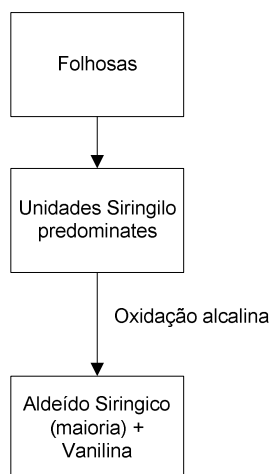 Folhosas
Unidades Siringilo
predominates
Oxidação alcalina
Aldeído Siringico
(maioria) +
Vanilina